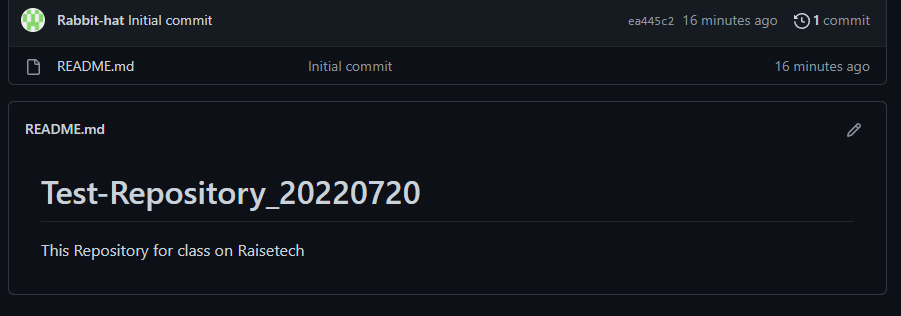 Rabbit-hat Initial commit ea445c2 16 minutes ago 1 commit
README.md Initial commit 16 minutes ago
README.md
Test-Repository_20220720
This Repository for class on Raisetech